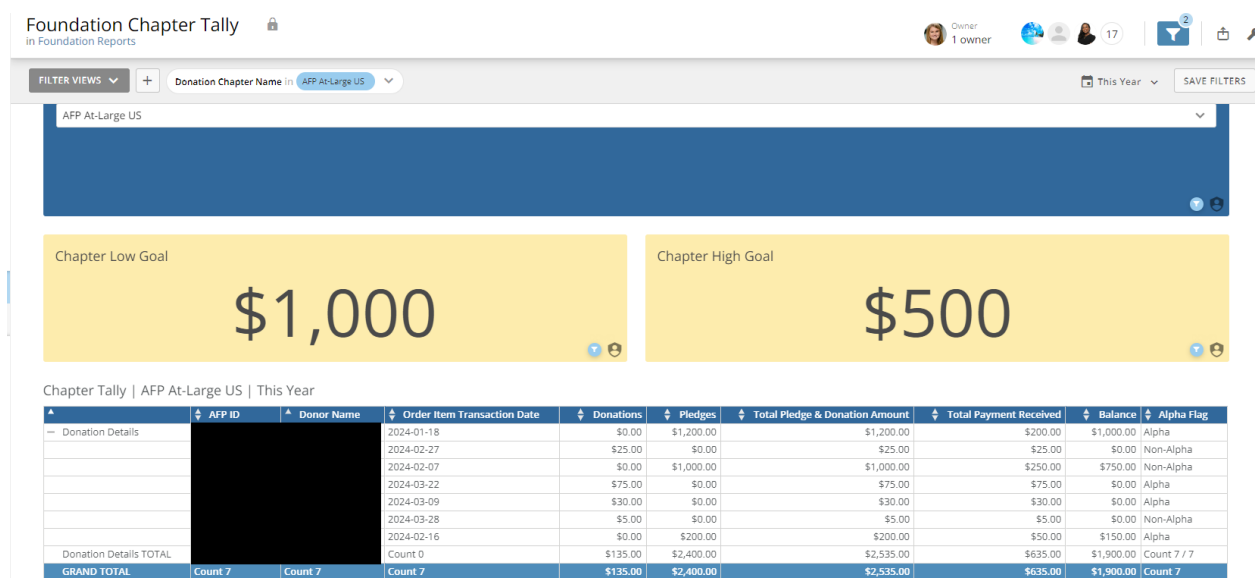 Foundation Chapter Tally
in Foundation Reports
Owner
1 owner
17
2
FILTER VIEWS
+
Donation Chapter Name in AFP At-Large US
This Year
SAVE FILTERS
AFP At-Large US
Chapter Low Goal
$1,000
Chapter High Goal
$500
Chapter Tally | AFP At-Large US | This Year
AFP ID Donor Name Order Item Transaction Date Donations Pledges Total Pledge & Donation Amount Total Payment Received Balance Alpha Flag
Donation Details 2024-01-18 $0.00 $1,200.00 $1,200.00 $200.00 $1,000.00 Alpha
2024-02-27 $25.00 $0.00 $25.00 $25.00 $0.00 Non-Alpha
2024-02-07 $0.00 $1,000.00 $1,000.00 $250.00 $750.00 Non-Alpha
2024-03-22 $75.00 $0.00 $75.00 $75.00 $0.00 Alpha
2024-03-09 $30.00 $0.00 $30.00 $30.00 $0.00 Alpha
2024-03-28 $5.00 $0.00 $5.00 $5.00 $0.00 Non-Alpha
2024-02-16 $0.00 $200.00 $200.00 $50.00 $150.00 Alpha
Donation Details TOTAL Count 0 $135.00 $2,400.00 $2,535.00 $635.00 $1,900.00 Count 7 / 7
GRAND TOTAL Count 7 Count 7 Count 7 $135.00 $2,400.00 $2,535.00 $635.00 $1,900.00 Count 7